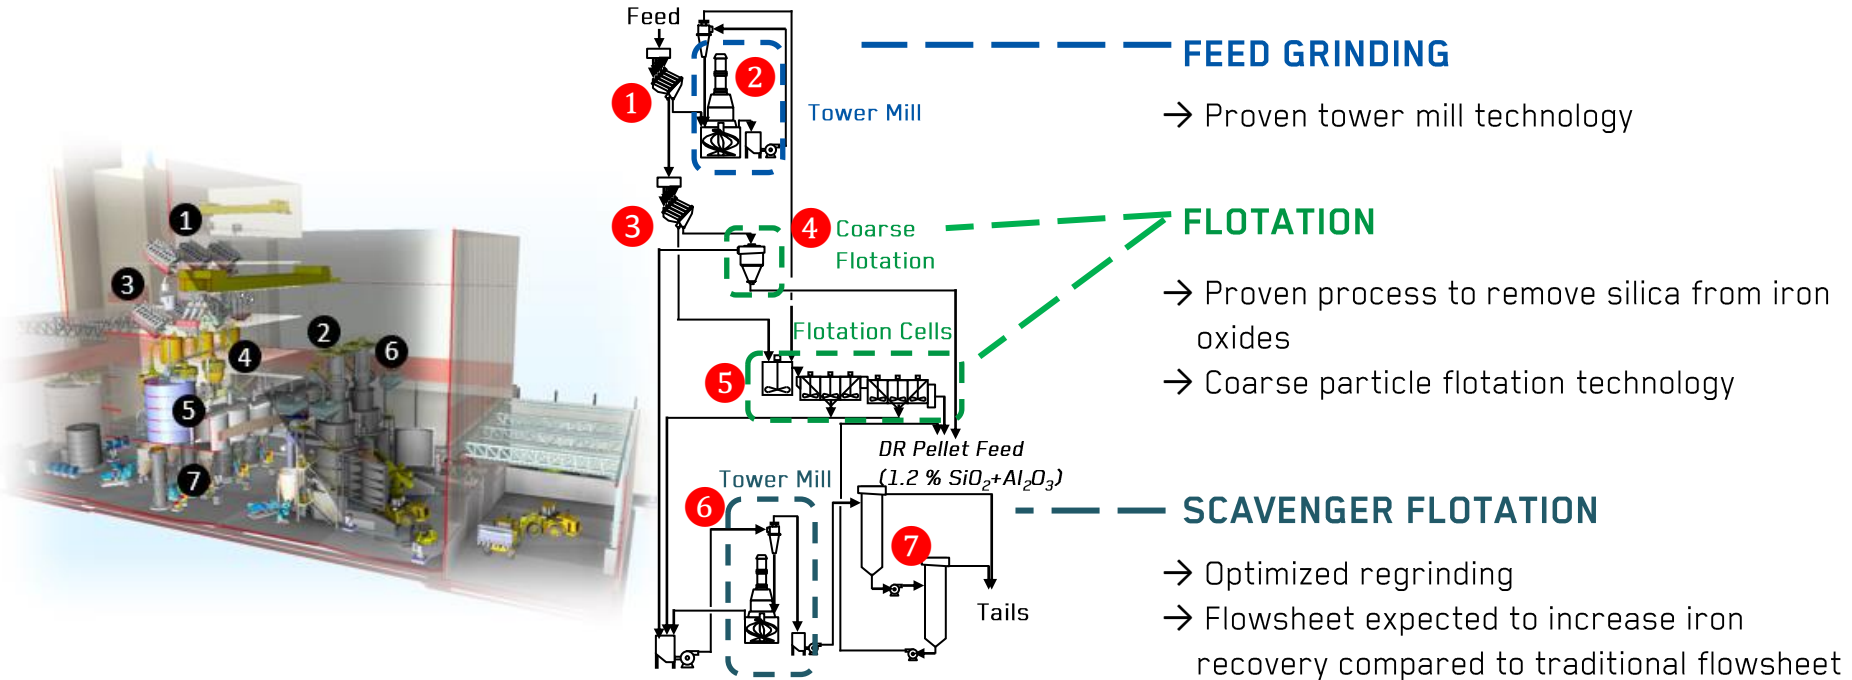 Feed
1
2
Tower Mill
3
4
Coarse
Flotation
Flotation Cells
5
DR Pellet Feed
(1.2 % SiO₂+Al₂O₃)
Tower Mill
6
7
Tails
1
3
2
6
4
5
7
FEED GRINDING
→ Proven tower mill technology
FLOTATION
→ Proven process to remove silica from iron
oxides
→ Coarse particle flotation technology
SCAVENGER FLOTATION
→ Optimized regrinding
→ Flowsheet expected to increase iron
recovery compared to traditional flowsheet